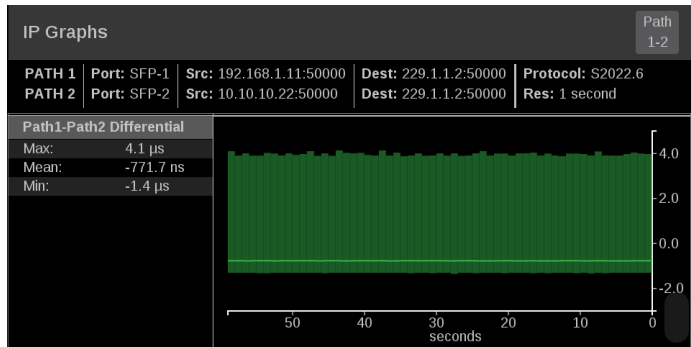 IP Graphs
Path
1-2
PATH 1 Port: SFP-1 Src: 192.168.1.11:50000 Dest: 229.1.1.2:50000 Protocol: S2022.6
PATH 2 Port: SFP-2 Src: 10.10.10.22:50000 Dest: 229.1.1.2:50000 Res: 1 second
Path1-Path2 Differential
Max: 4.1 µs
Mean: -771.7 ns
Min: -1.4 µs
4.0
2.0
0.0
-2.0
50 40 30 20 10 0
seconds